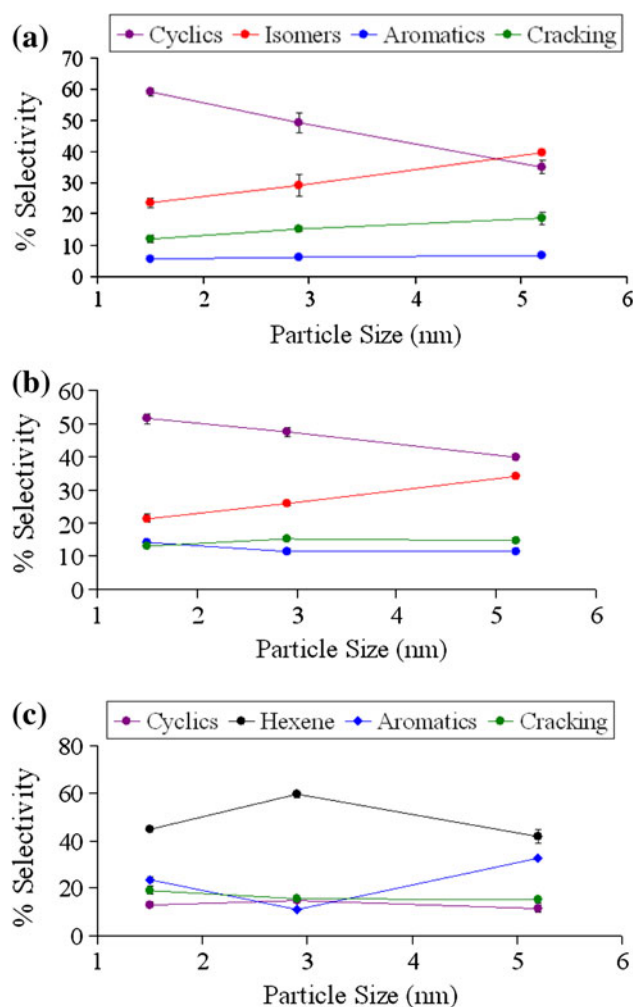 (a)
Cyclics Isomers Aromatics Cracking
70
60
50
40
30
20
10
0
% Selectivity
1 2 3 4 5 6
Particle Size (nm)
(b)
60
50
40
30
20
10
0
% Selectivity
1 2 3 4 5 6
Particle Size (nm)
(c)
Cyclics Hexene Aromatics Cracking
80
60
40
20
0
% Selectivity
1 2 3 4 5 6
Particle Size (nm)